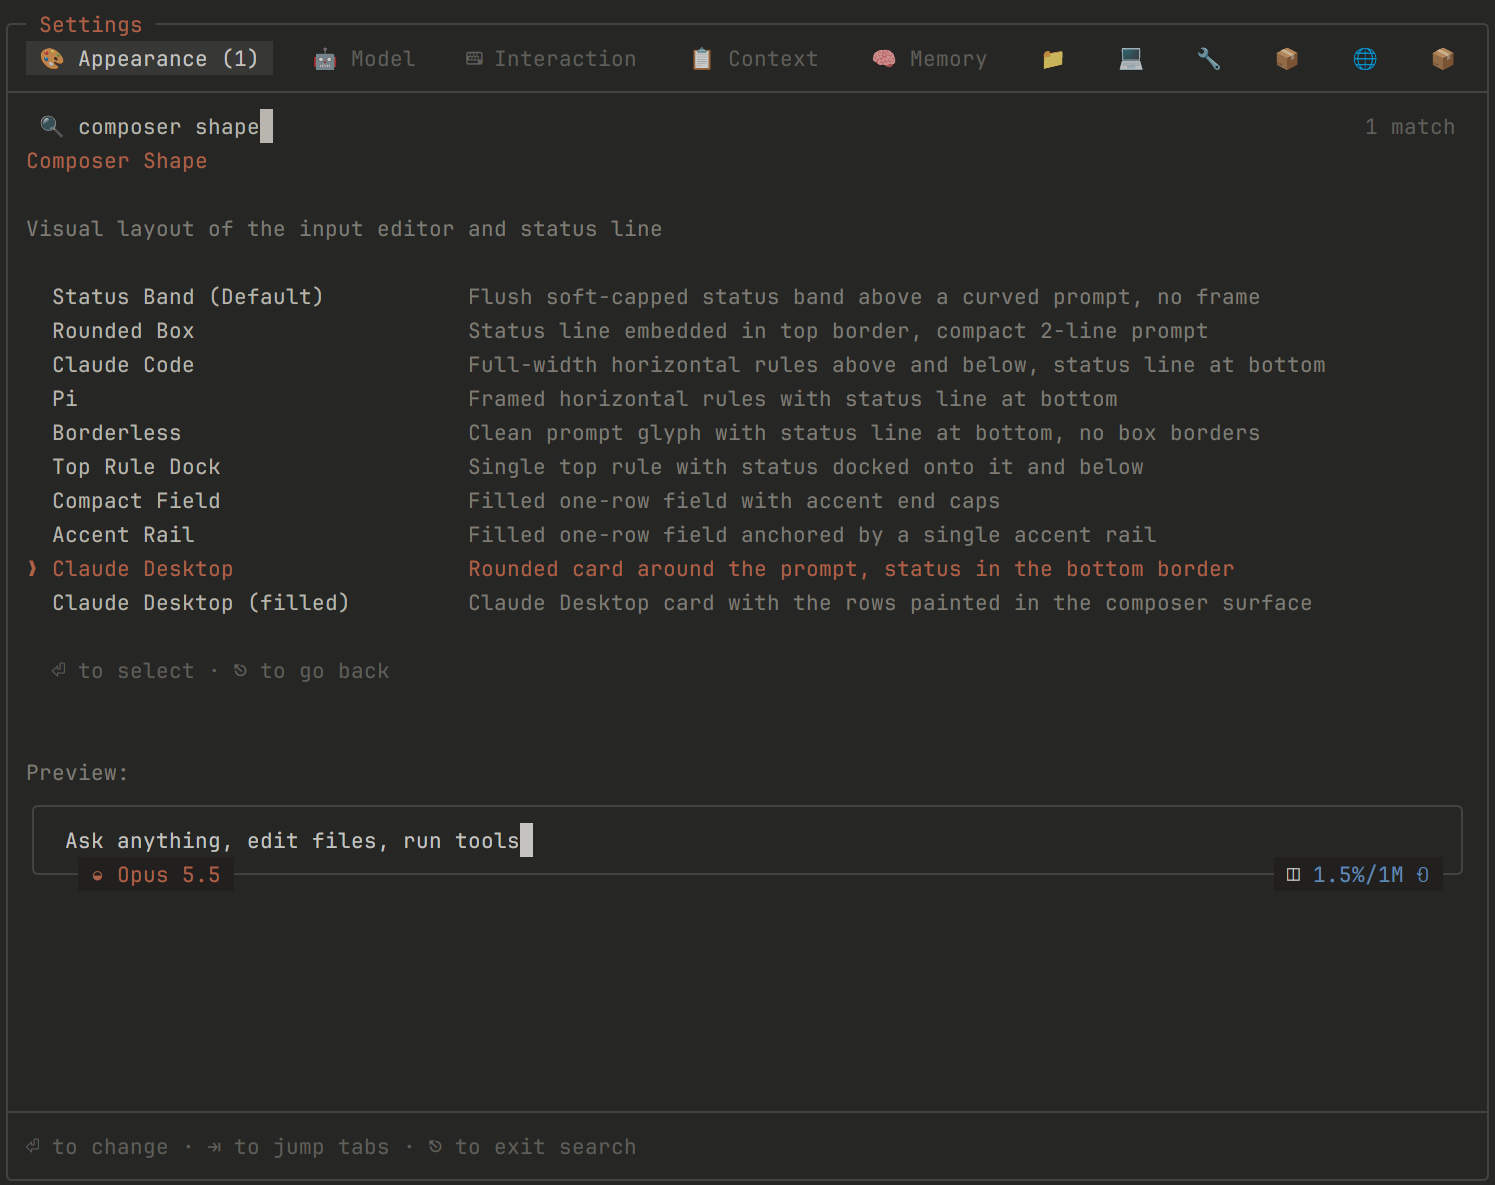 Settings
🎨 Appearance (1) 🤖 Model ⌨ Interaction 📋 Context 🧠 Memory 📁 💻 🔧 📦 🌐 📦
🔍 composer shape 1 match
Composer Shape
Visual layout of the input editor and status line
Status Band (Default) Flush soft-capped status band above a curved prompt, no frame
Rounded Box Status line embedded in top border, compact 2-line prompt
Claude Code Full-width horizontal rules above and below, status line at bottom
Pi Framed horizontal rules with status line at bottom
Borderless Clean prompt glyph with status line at bottom, no box borders
Top Rule Dock Single top rule with status docked onto it and below
Compact Field Filled one-row field with accent end caps
Accent Rail Filled one-row field anchored by a single accent rail
❯ Claude Desktop Rounded card around the prompt, status in the bottom border
Claude Desktop (filled) Claude Desktop card with the rows painted in the composer surface
⏎ to select · ⎋ to go back
Preview:
Ask anything, edit files, run tools
Opus 5.5 1.5%/1M
⏎ to change · ⇥ to jump tabs · ⎋ to exit search